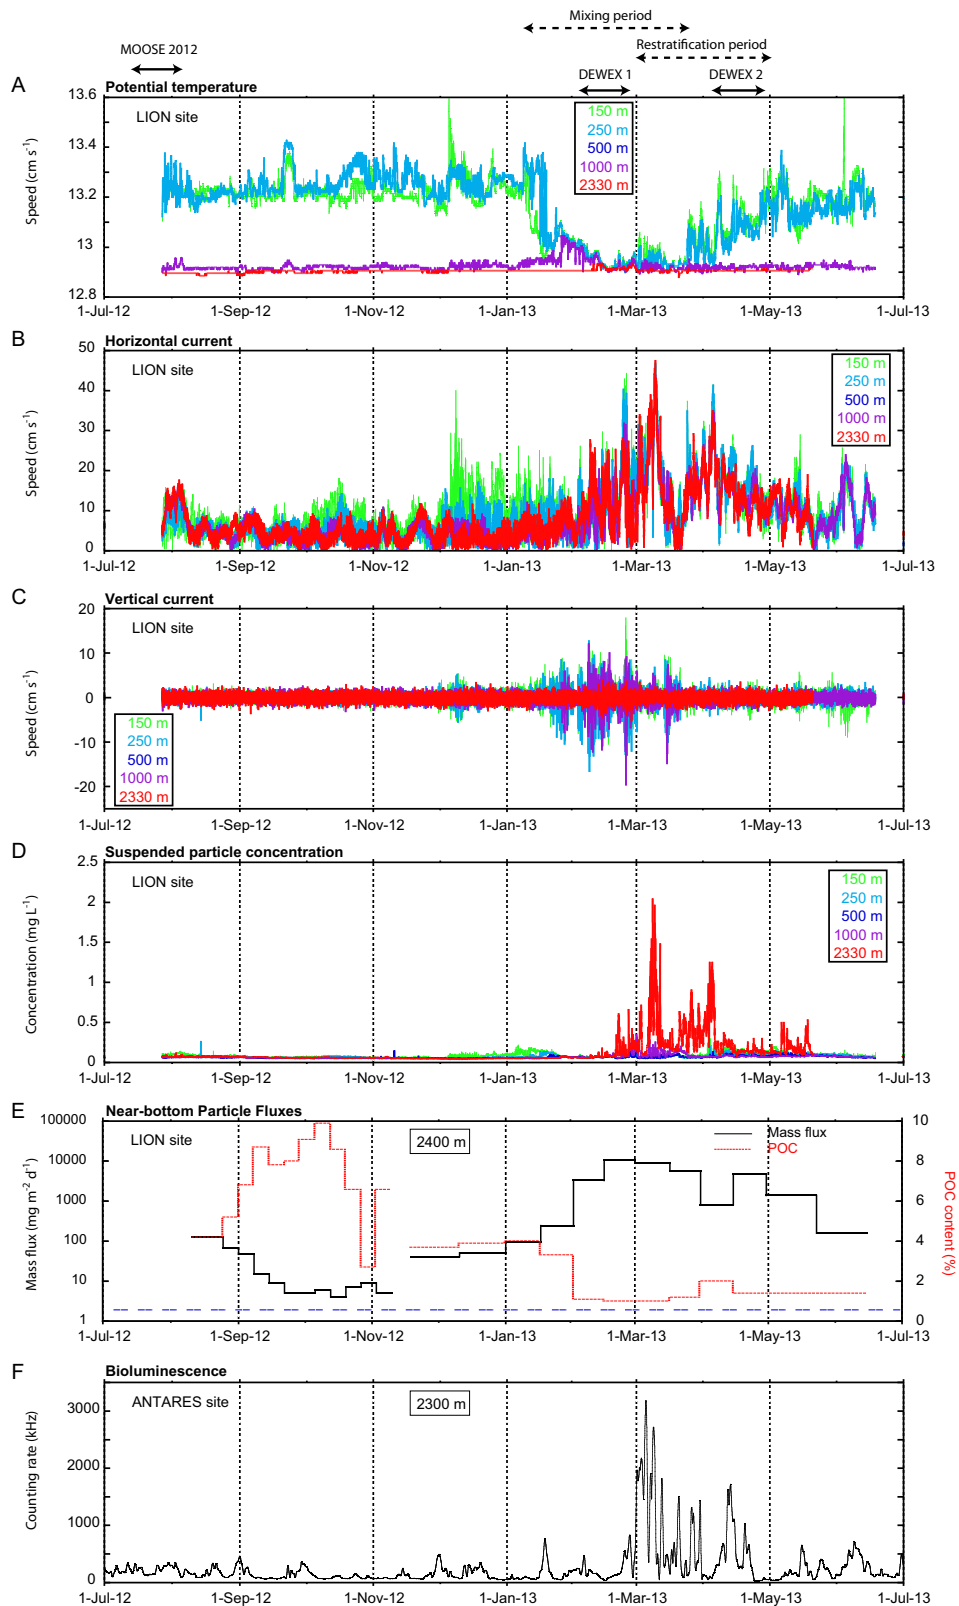 Mixing period
Restratification period
MOOSE 2012
DEWEX 1
DEWEX 2
A
Potential temperature
LION site
Speed (cm s⁻¹)
13.6
13.4
13.2
13
12.8
150 m
250 m
500 m
1000 m
2330 m
1-Jul-12 1-Sep-12 1-Nov-12 1-Jan-13 1-Mar-13 1-May-13 1-Jul-13
B
Horizontal current
LION site
Speed (cm s⁻¹)
50
40
30
20
10
0
150 m
250 m
500 m
1000 m
2330 m
1-Jul-12 1-Sep-12 1-Nov-12 1-Jan-13 1-Mar-13 1-May-13 1-Jul-13
C
Vertical current
LION site
Speed (cm s⁻¹)
20
10
0
-10
-20
150 m
250 m
500 m
1000 m
2330 m
1-Jul-12 1-Sep-12 1-Nov-12 1-Jan-13 1-Mar-13 1-May-13 1-Jul-13
D
Suspended particle concentration
LION site
Concentration (mg L⁻¹)
2.5
2
1.5
1
0.5
0
150 m
250 m
500 m
1000 m
2330 m
1-Jul-12 1-Sep-12 1-Nov-12 1-Jan-13 1-Mar-13 1-May-13 1-Jul-13
E
Near-bottom Particle Fluxes
LION site
2400 m
Mass flux
POC
Mass flux (mg m⁻² d⁻¹)
100000
10000
1000
100
10
1
POC content (%)
10
8
6
4
2
0
1-Jul-12 1-Sep-12 1-Nov-12 1-Jan-13 1-Mar-13 1-May-13 1-Jul-13
F
Bioluminescence
ANTARES site
2300 m
Counting rate (kHz)
3000
2000
1000
0
1-Jul-12 1-Sep-12 1-Nov-12 1-Jan-13 1-Mar-13 1-May-13 1-Jul-13